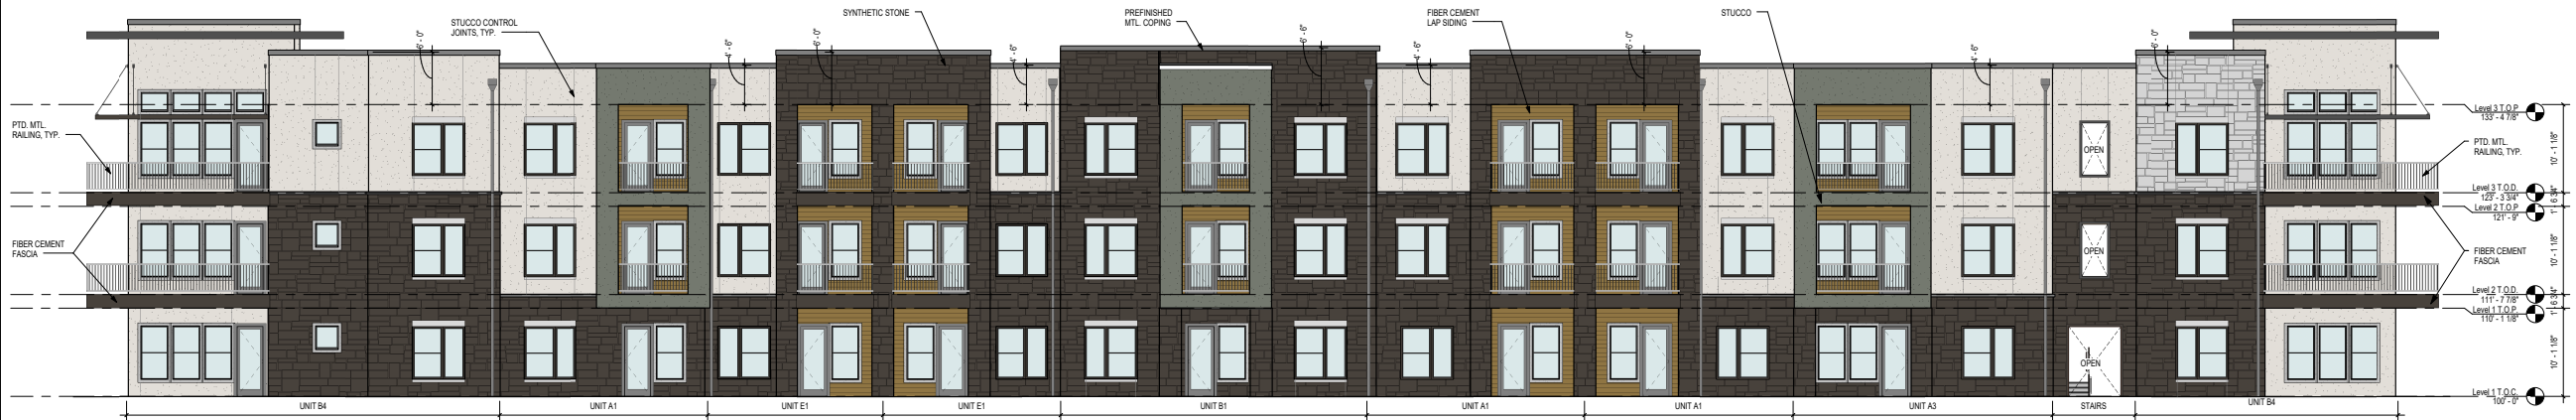 STUCCO CONTROL
JOINTS, TYP.
SYNTHETIC STONE
PREFINISHED
MTL. COPING
FIBER CEMENT
LAP SIDING
STUCCO
6' - 0"
4' - 6"
6' - 0"
4' - 6"
6' - 6"
4' - 6"
6' - 0"
4' - 6"
6' - 0"
PTD. MTL.
RAILING, TYP.
FIBER CEMENT
FASCIA
OPEN
OPEN
OPEN
Level 3 T.O.P
133' - 4 7/8"
10' - 1 1/8"
PTD. MTL.
RAILING, TYP.
Level 3 T.O.D.
123' - 3 3/4"
1' - 6 3/4"
Level 2 T.O.P
121' - 9"
10' - 1 1/8"
FIBER CEMENT
FASCIA
Level 2 T.O.D.
111' - 7 7/8"
1' - 6 3/4"
Level 1 T.O.P.
110' - 1 1/8"
10' - 1 1/8"
Level 1 T.O.C.
100' - 0"
UNIT B4
UNIT A1
UNIT E1
UNIT E1
UNIT B1
UNIT A1
UNIT A1
UNIT A3
STAIRS
UNIT B4